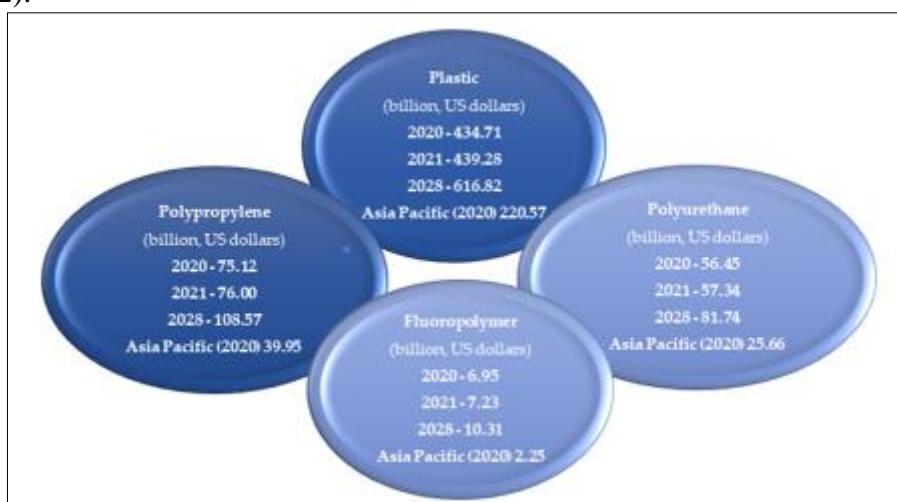 2).
Plastic
(billion, US dollars)
2020 - 434.71
2021 - 439.28
2028 - 616.82
Asia Pacific (2020) 220.57
Polypropylene
(billion, US dollars)
2020 - 75.12
2021 - 76.00
2028 - 108.57
Asia Pacific (2020) 39.95
Polyurethane
(billion, US dollars)
2020 - 56.45
2021 - 57.34
2028 - 81.74
Asia Pacific (2020) 25.66
Fluoropolymer
(billion, US dollars)
2020 - 6.95
2021 - 7.23
2028 - 10.31
Asia Pacific (2020) 2.25